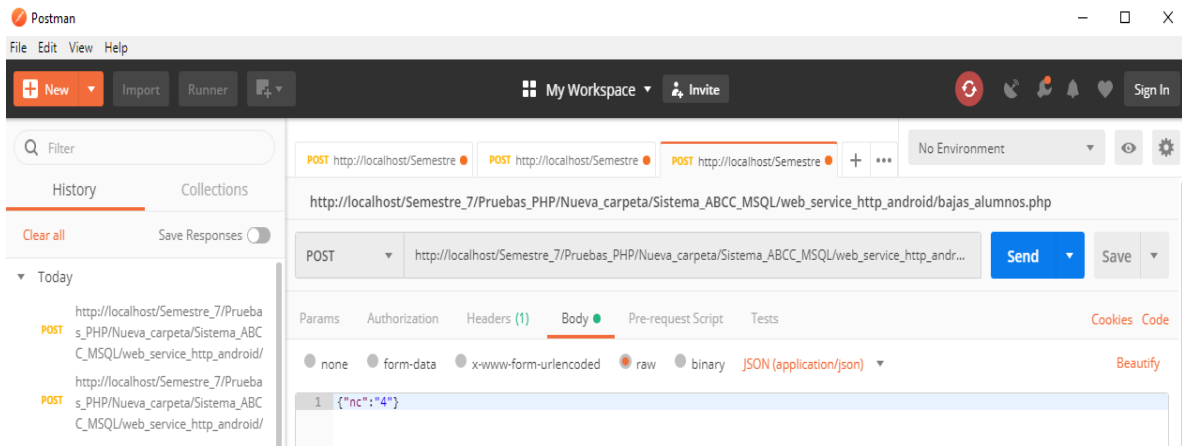 Postman
File Edit View Help
New Import Runner My Workspace Invite Sign In
Filter
History Collections
Clear all Save Responses
Today
POST http://localhost/Semestre_7/Prueba
s_PHP/Nueva_carpeta/Sistema_ABC
C_MSQL/web_service_http_android/
POST http://localhost/Semestre_7/Prueba
s_PHP/Nueva_carpeta/Sistema_ABC
C_MSQL/web_service_http_android/
POST http://localhost/Semestre POST http://localhost/Semestre POST http://localhost/Semestre + ••• No Environment
http://localhost/Semestre_7/Pruebas_PHP/Nueva_carpeta/Sistema_ABCC_MSQL/web_service_http_android/bajas_alumnos.php
POST http://localhost/Semestre_7/Pruebas_PHP/Nueva_carpeta/Sistema_ABCC_MSQL/web_service_http_andr... Send Save
Params Authorization Headers (1) Body Pre-request Script Tests Cookies Code
none form-data x-www-form-urlencoded raw binary JSON (application/json) Beautify
1 {"nc":"4"}